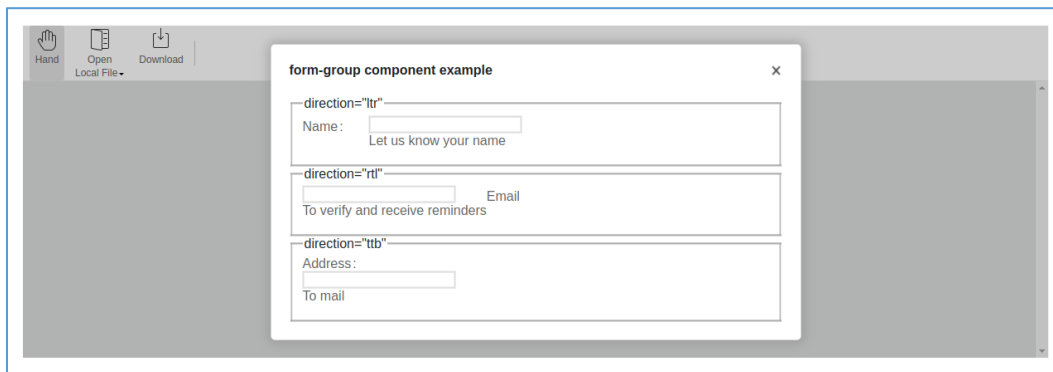 Hand
Open
Local File
Download
form-group component example
×
direction="ltr"
Name:
Let us know your name
direction="rtl"
Email
To verify and receive reminders
direction="ttb"
Address:
To mail